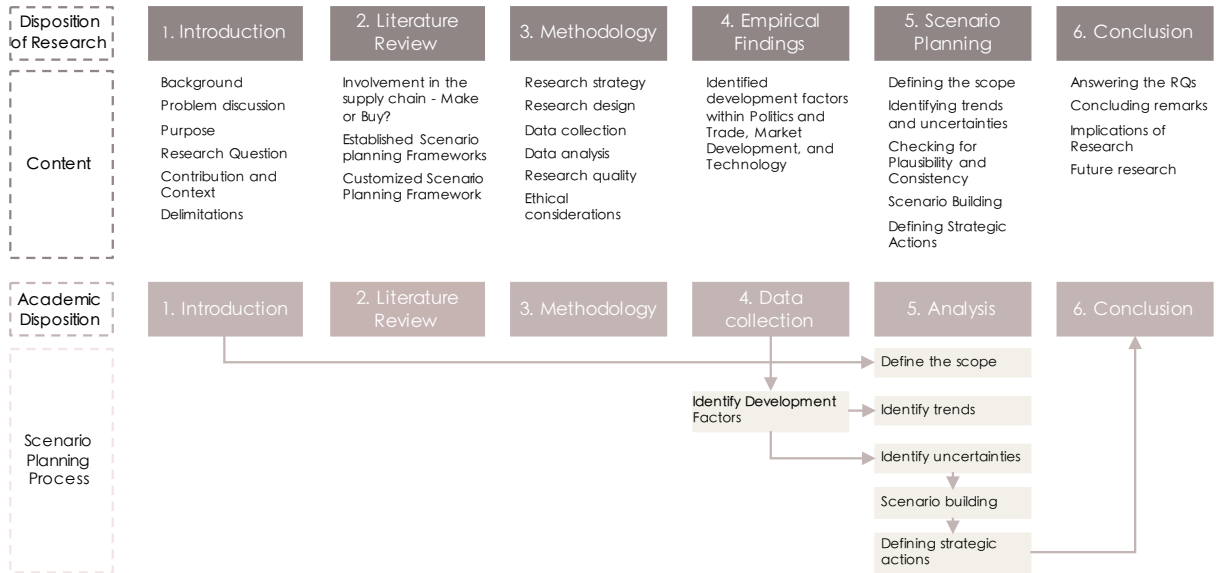 Disposition
of Research
1. Introduction
2. Literature
Review
3. Methodology
4. Empirical
Findings
5. Scenario
Planning
6. Conclusion
Content
Background
Problem discussion
Purpose
Research Question
Contribution and
Context
Delimitations
Involvement in the
supply chain - Make
or Buy?
Established Scenario
planning Frameworks
Customized Scenario
Planning Framework
Research strategy
Research design
Data collection
Data analysis
Research quality
Ethical
considerations
Identified
development factors
within Politics and
Trade, Market
Development, and
Technology
Defining the scope
Identifying trends
and uncertainties
Checking for
Plausibility and
Consistency
Scenario Building
Defining Strategic
Actions
Answering the RQs
Concluding remarks
Implications of
Research
Future research
Academic
Disposition
1. Introduction
2. Literature
Review
3. Methodology
4. Data
collection
5. Analysis
6. Conclusion
Scenario
Planning
Process
Define the scope
Identify Development
Factors
Identify trends
Identify uncertainties
Scenario building
Defining strategic
actions